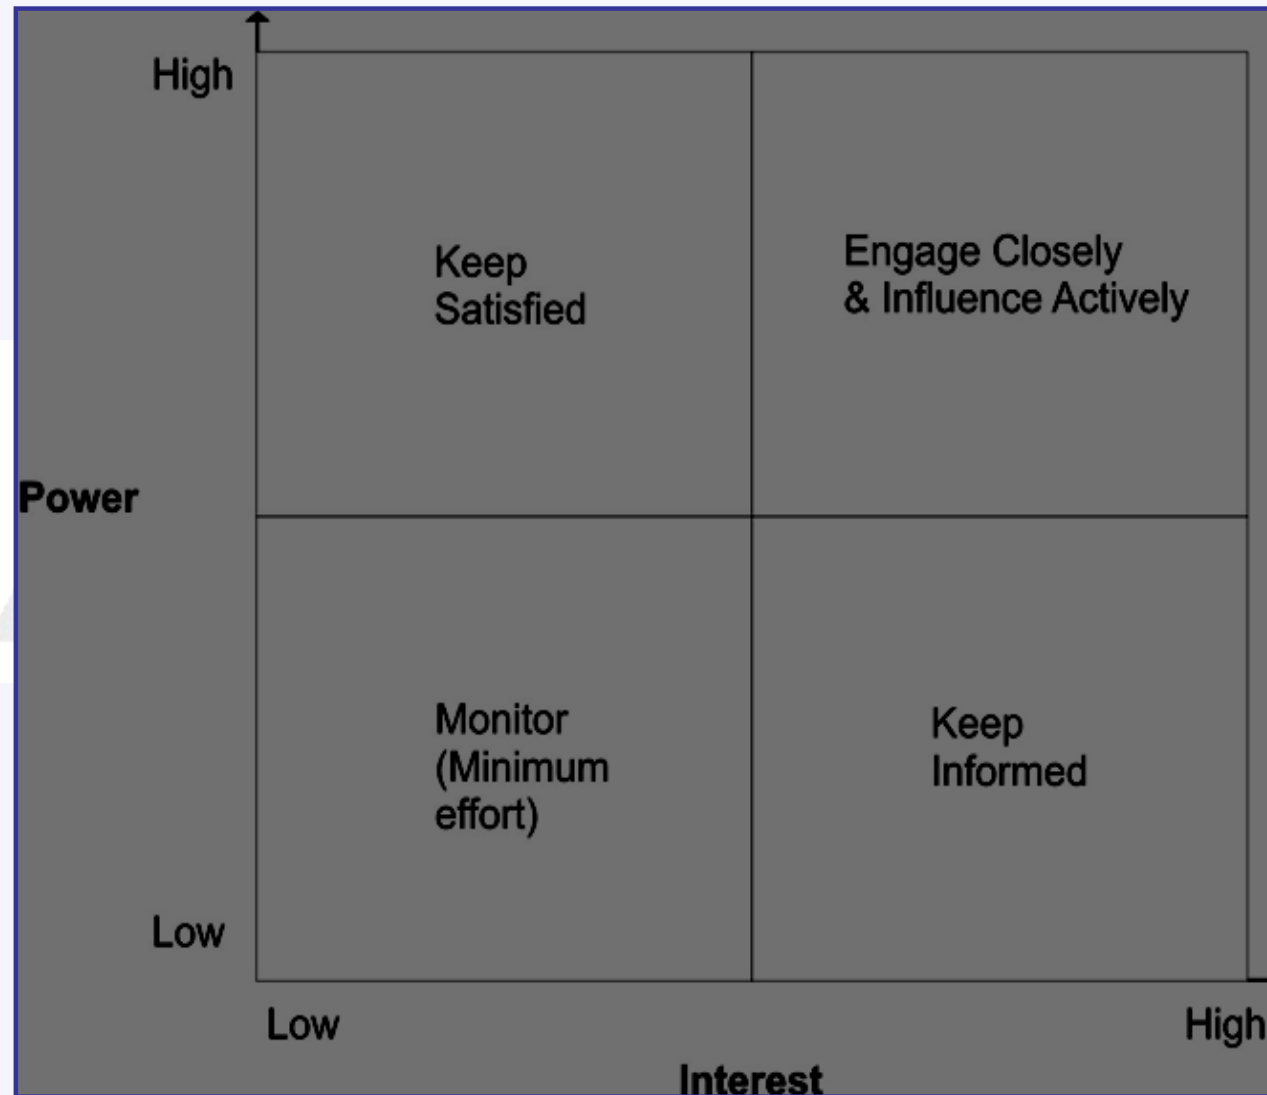 High
Keep
Satisfied
Engage Closely
& Influence Actively
Power
Monitor
(Minimum
effort)
Keep
Informed
Low
Low
High
Interest